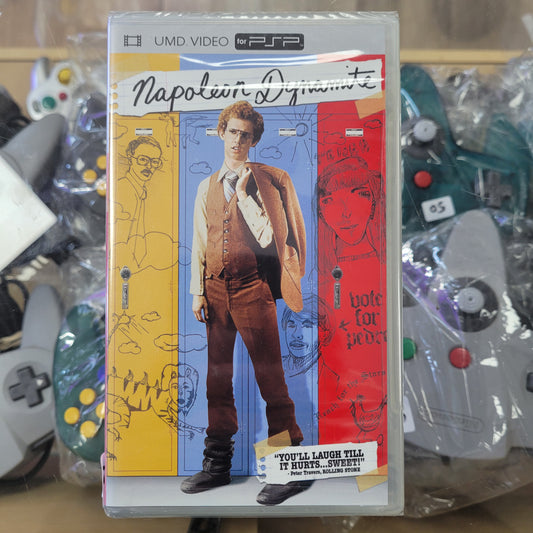 UMD VIDEO for PSP
Napoleon Dynamite
vote
for
pedro
"YOU'LL LAUGH TILL
IT HURTS...SWEET!"
- Peter Travers, ROLLING STONE
05
Nintendo